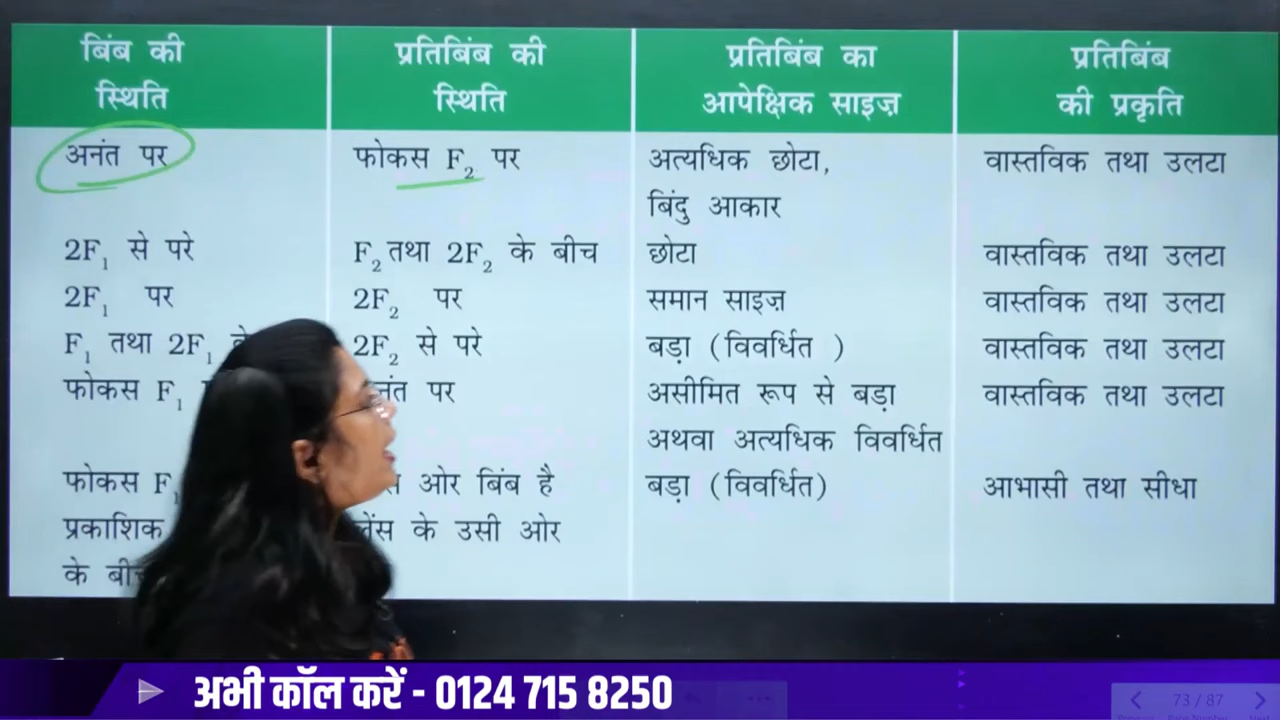 बिंब की
स्थिति
प्रतिबिंब की
स्थिति
प्रतिबिंब का
आपेक्षिक साइज़
प्रतिबिंब
की प्रकृति
अनंत पर
फोकस F₂ पर
अत्यधिक छोटा,
बिंदु आकार
वास्तविक तथा उलटा
2F₁ से परे
F₂ तथा 2F₂ के बीच
छोटा
वास्तविक तथा उलटा
2F₁ पर
2F₂ पर
समान साइज़
वास्तविक तथा उलटा
F₁ तथा 2F₁
2F₂ से परे
बड़ा (विवर्धित )
वास्तविक तथा उलटा
फोकस F₁
पर
असीमित रूप से बड़ा
अथवा अत्यधिक विवर्धित
वास्तविक तथा उलटा
फोकस F₁
प्रकाशिक
के
ओर बिंब है
लेंस के उसी ओर
बड़ा (विवर्धित)
आभासी तथा सीधा
अभी कॉल करें - 0124 715 8250
73 / 87